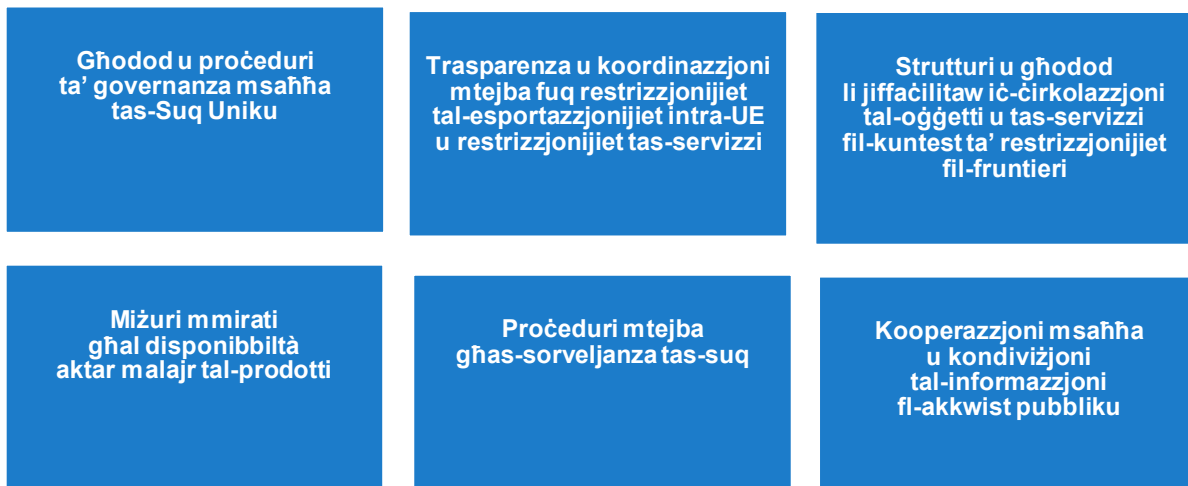 Għodod u proċeduri
ta’ governanza msaħħa
tas-Suq Uniku
Trasparenza u koordinazzjoni
mtejba fuq restrizzjonijiet
tal-esportazzjonijiet intra-UE
u restrizzjonijiet tas-servizzi
Strutturi u għodod
li jiffaċilitaw iċ-ċirkolazzjoni
tal-oġġetti u tas-servizzi
fil-kuntest ta’ restrizzjonijiet
fil-fruntieri
Miżuri mmirati
għal disponibbiltà
aktar malajr tal-prodotti
Proċeduri mtejba
għas-sorveljanza tas-suq
Kooperazzjoni msaħħa
u kondiviżjoni
tal-informazzjoni
fl-akkwist pubbliku